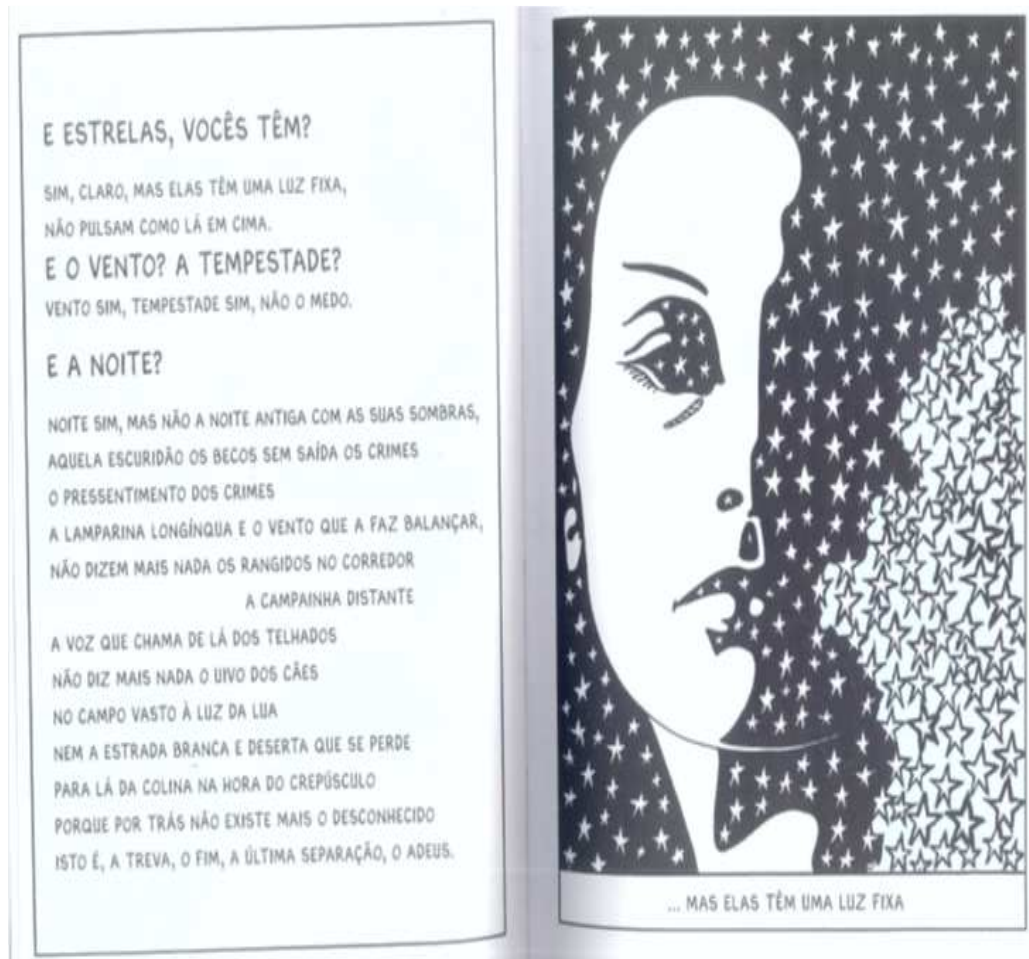 E ESTRELAS, VOCÊS TÊM?
SIM, CLARO, MAS ELAS TÊM UMA LUZ FIXA,
NÃO PULSAM COMO LÁ EM CIMA.
E O VENTO? A TEMPESTADE?
VENTO SIM, TEMPESTADE SIM, NÃO O MEDO.
E A NOITE?
NOITE SIM, MAS NÃO A NOITE ANTIGA COM AS SUAS SOMBRAS,
AQUELA ESCURIDÃO OS BECOS SEM SAÍDA OS CRIMES
O PRESSENTIMENTO DOS CRIMES
A LAMPARINA LONGÍNQUA E O VENTO QUE A FAZ BALANÇAR,
NÃO DIZEM MAIS NADA OS RANGIDOS NO CORREDOR
A CAMPAINHA DISTANTE
A VOZ QUE CHAMA DE LÁ DOS TELHADOS
NÃO DIZ MAIS NADA O UIVO DOS CÃES
NO CAMPO VASTO À LUZ DA LUA
NEM A ESTRADA BRANCA E DESERTA QUE SE PERDE
PARA LÁ DA COLINA NA HORA DO CREPÚSCULO
PORQUE POR TRÁS NÃO EXISTE MAIS O DESCONHECIDO
ISTO É, A TREVA, O FIM, A ÚLTIMA SEPARAÇÃO, O ADEUS.
... MAS ELAS TÊM UMA LUZ FIXA